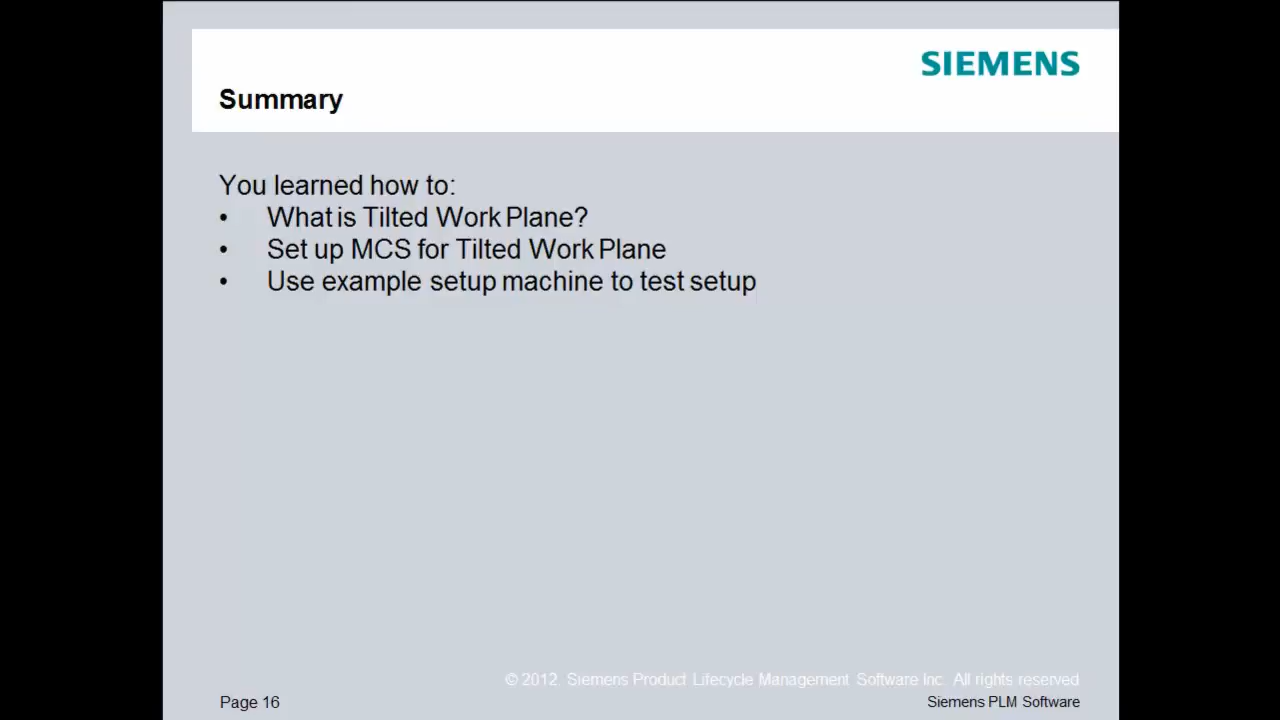 SIEMENS
Summary
You learned how to:
• What is Tilted Work Plane?
• Set up MCS for Tilted Work Plane
• Use example setup machine to test setup
© 2012. Siemens Product Lifecycle Management Software Inc. All rights reserved
Page 16
Siemens PLM Software